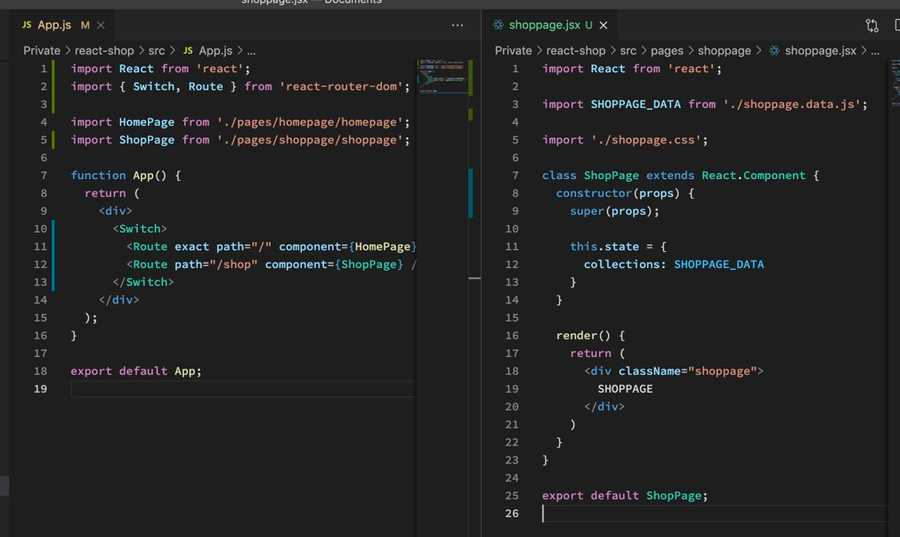 shoppage.jsx — Documents
JS App.js M ×
Private > react-shop > src > JS App.js > ...
1 import React from 'react';
2 import { Switch, Route } from 'react-router-dom';
3
4 import HomePage from './pages/homepage/homepage';
5 import ShopPage from './pages/shoppage/shoppage';
6
7 function App() {
8 return (
9 <div>
10 <Switch>
11 <Route exact path="/" component={HomePage}
12 <Route path="/shop" component={ShopPage} /
13 </Switch>
14 </div>
15 );
16 }
17
18 export default App;
19
shoppage.jsx U ×
Private > react-shop > src > pages > shoppage > shoppage.jsx > ...
1 import React from 'react';
2
3 import SHOPPAGE_DATA from './shoppage.data.js';
4
5 import './shoppage.css';
6
7 class ShopPage extends React.Component {
8 constructor(props) {
9 super(props);
10
11 this.state = {
12 collections: SHOPPAGE_DATA
13 }
14 }
15
16 render() {
17 return (
18 <div className="shoppage">
19 SHOPPAGE
20 </div>
21 )
22 }
23 }
24
25 export default ShopPage;
26